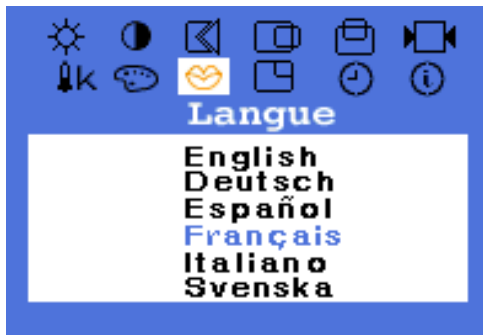 K
Langue
English
Deutsch
Español
Français
Italiano
Svenska